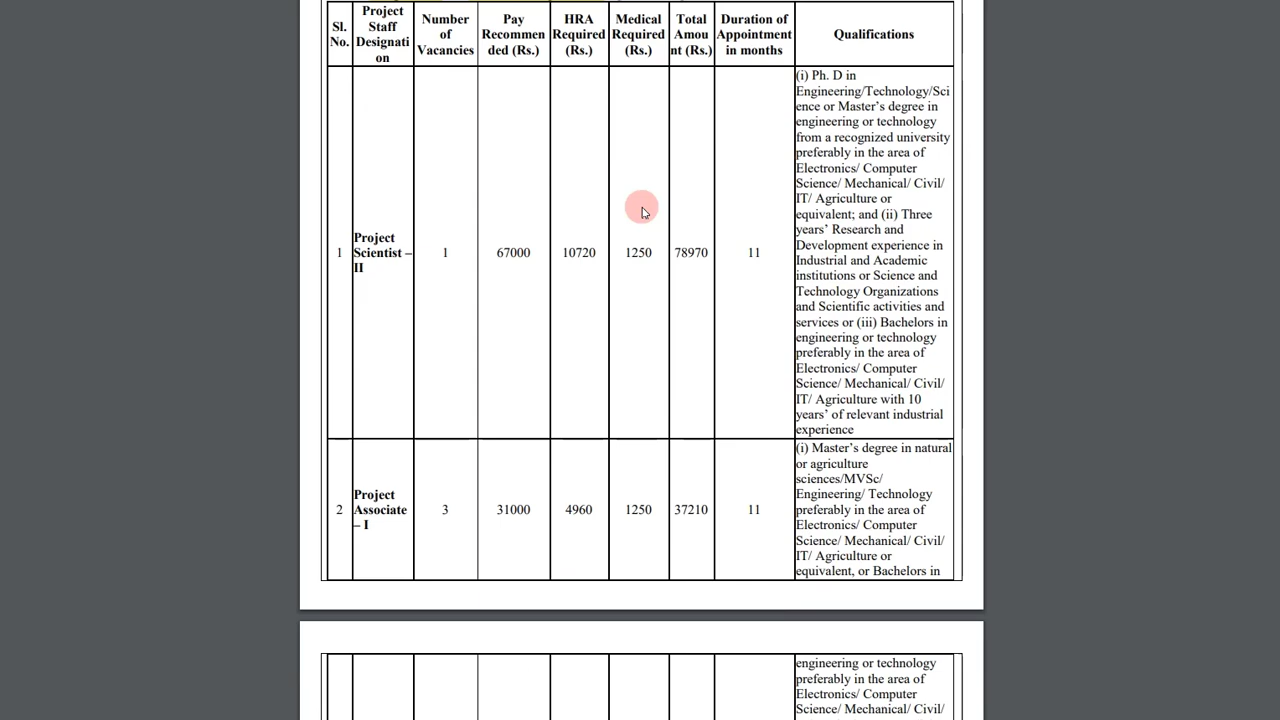 Sl. No.
Project Staff Designati on
Number of Vacancies
Pay Recommen ded (Rs.)
HRA Required (Rs.)
Medical Required (Rs.)
Total Amou nt (Rs.)
Duration of Appointment in months
Qualifications
1
Project
Scientist –
II
1
67000
10720
1250
78970
11
(i) Ph. D in
Engineering/Technology/Sci
ence or Master's degree in
engineering or technology
from a recognized university
preferably in the area of
Electronics/ Computer
Science/ Mechanical/ Civil/
IT/ Agriculture or
equivalent; and (ii) Three
years' Research and
Development experience in
Industrial and Academic
institutions or Science and
Technology Organizations
and Scientific activities and
services or (iii) Bachelors in
engineering or technology
preferably in the area of
Electronics/ Computer
Science/ Mechanical/ Civil/
IT/ Agriculture with 10
years' of relevant industrial
experience
2
Project
Associate
– I
3
31000
4960
1250
37210
11
(i) Master's degree in natural
or agriculture
sciences/MVSc/
Engineering/ Technology
preferably in the area of
Electronics/ Computer
Science/ Mechanical/ Civil/
IT/ Agriculture or
equivalent, or Bachelors in
engineering or technology
preferably in the area of
Electronics/ Computer
Science/ Mechanical/ Civil/